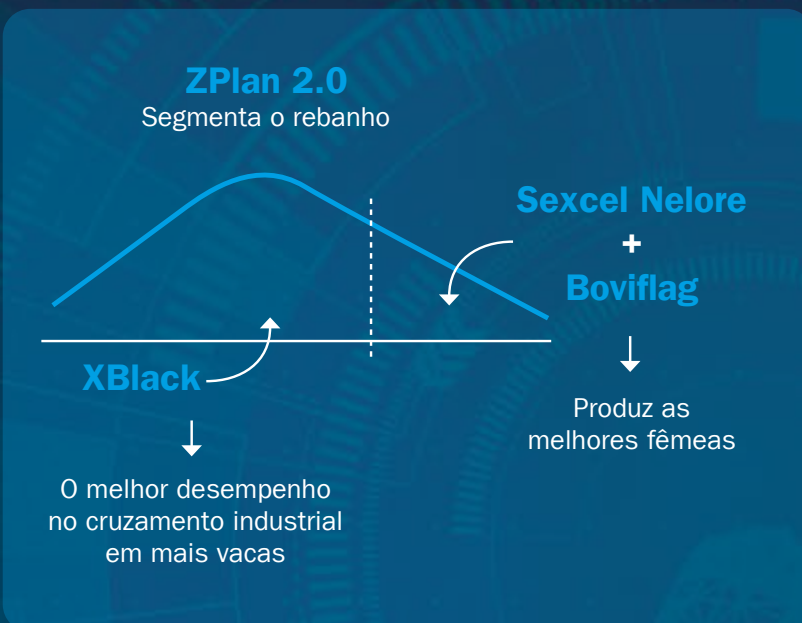 ZPlan 2.0
Segmenta o rebanho
Sexcel Nelore
+
Boviflag
Produz as
melhores fêmeas
XBlack
O melhor desempenho
no cruzamento industrial
em mais vacas